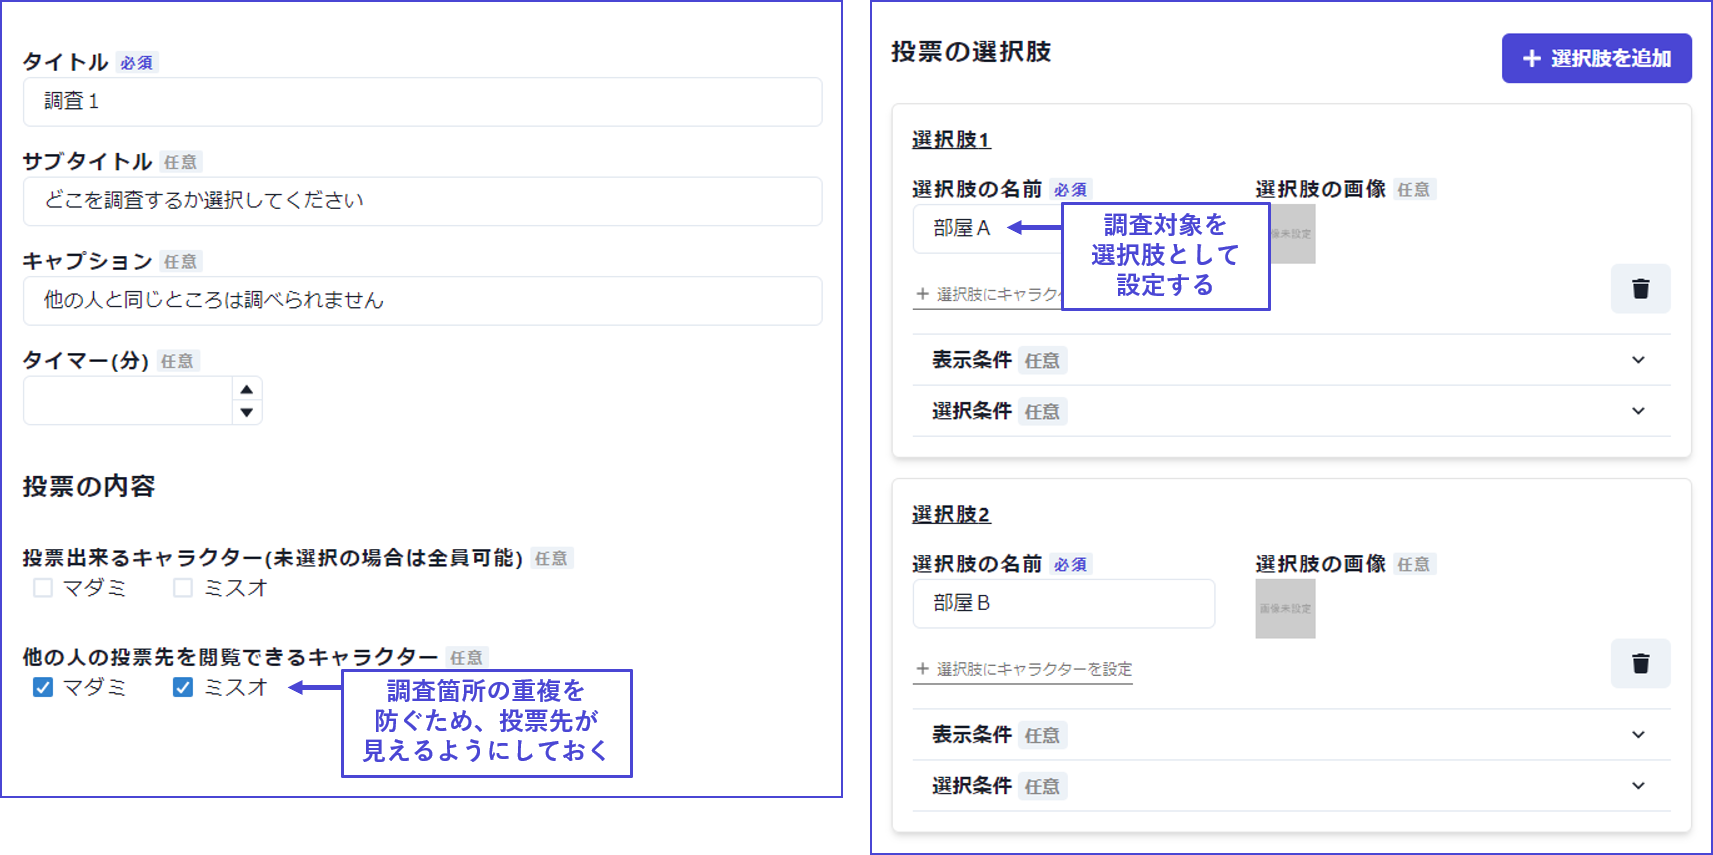 タイトル 必須
調査１
サブタイトル 任意
どこを調査するか選択してください
キャプション 任意
他の人と同じところは調べられません
タイマー(分) 任意
投票の内容
投票出来るキャラクター(未選択の場合は全員可能) 任意
マダミ ミスオ
他の人の投票先を閲覧できるキャラクター 任意
マダミ ミスオ
調査箇所の重複を
防ぐため、投票先が
見えるようにしておく
投票の選択肢
＋ 選択肢を追加
選択肢1
選択肢の名前 必須 選択肢の画像 任意
部屋Ａ
調査対象を
選択肢として
設定する
像未設定
＋ 選択肢にキャラク
表示条件 任意
選択条件 任意
選択肢2
選択肢の名前 必須 選択肢の画像 任意
部屋Ｂ
画像未設定
＋ 選択肢にキャラクターを設定
表示条件 任意
選択条件 任意